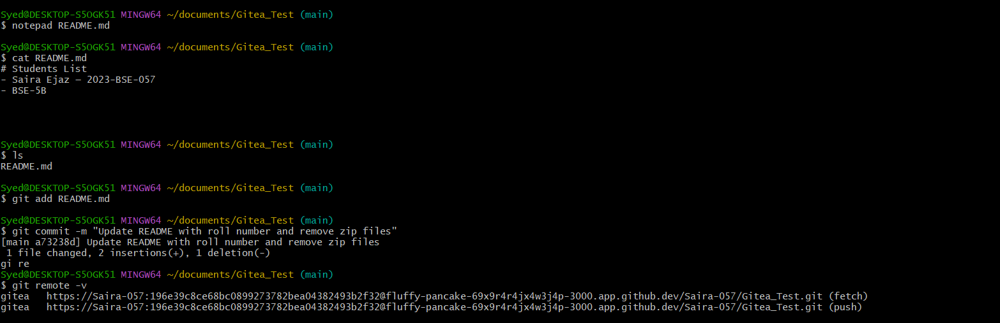 Syed@DESKTOP-S5OGK51 MINGW64 ~/documents/Gitea_Test (main)
$ notepad README.md
Syed@DESKTOP-S5OGK51 MINGW64 ~/documents/Gitea_Test (main)
$ cat README.md
# Students List
- Saira Ejaz – 2023-BSE-057
- BSE-5B
Syed@DESKTOP-S5OGK51 MINGW64 ~/documents/Gitea_Test (main)
$ ls
README.md
Syed@DESKTOP-S5OGK51 MINGW64 ~/documents/Gitea_Test (main)
$ git add README.md
Syed@DESKTOP-S5OGK51 MINGW64 ~/documents/Gitea_Test (main)
$ git commit -m "Update README with roll number and remove zip files"
[main a73238d] Update README with roll number and remove zip files
 1 file changed, 2 insertions(+), 1 deletion(-)
gi re
Syed@DESKTOP-S5OGK51 MINGW64 ~/documents/Gitea_Test (main)
$ git remote -v
gitea   https://Saira-057:196e39c8ce68bc0899273782bea04382493b2f32@fluffy-pancake-69x9r4r4jx4w3j4p-3000.app.github.dev/Saira-057/Gitea_Test.git (fetch)
gitea   https://Saira-057:196e39c8ce68bc0899273782bea04382493b2f32@fluffy-pancake-69x9r4r4jx4w3j4p-3000.app.github.dev/Saira-057/Gitea_Test.git (push)